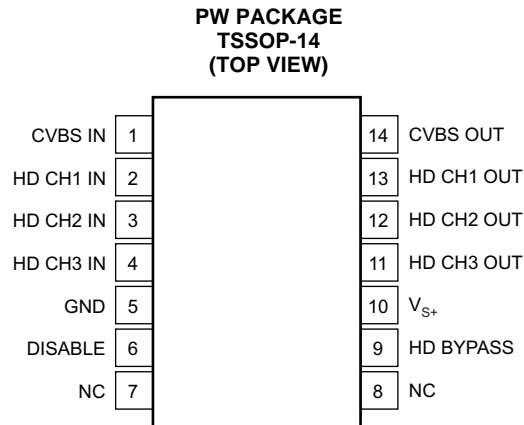 PW PACKAGE
TSSOP-14
(TOP VIEW)
CVBS IN 1 14 CVBS OUT
HD CH1 IN 2 13 HD CH1 OUT
HD CH2 IN 3 12 HD CH2 OUT
HD CH3 IN 4 11 HD CH3 OUT
GND 5 10 VS+
DISABLE 6 9 HD BYPASS
NC 7 8 NC